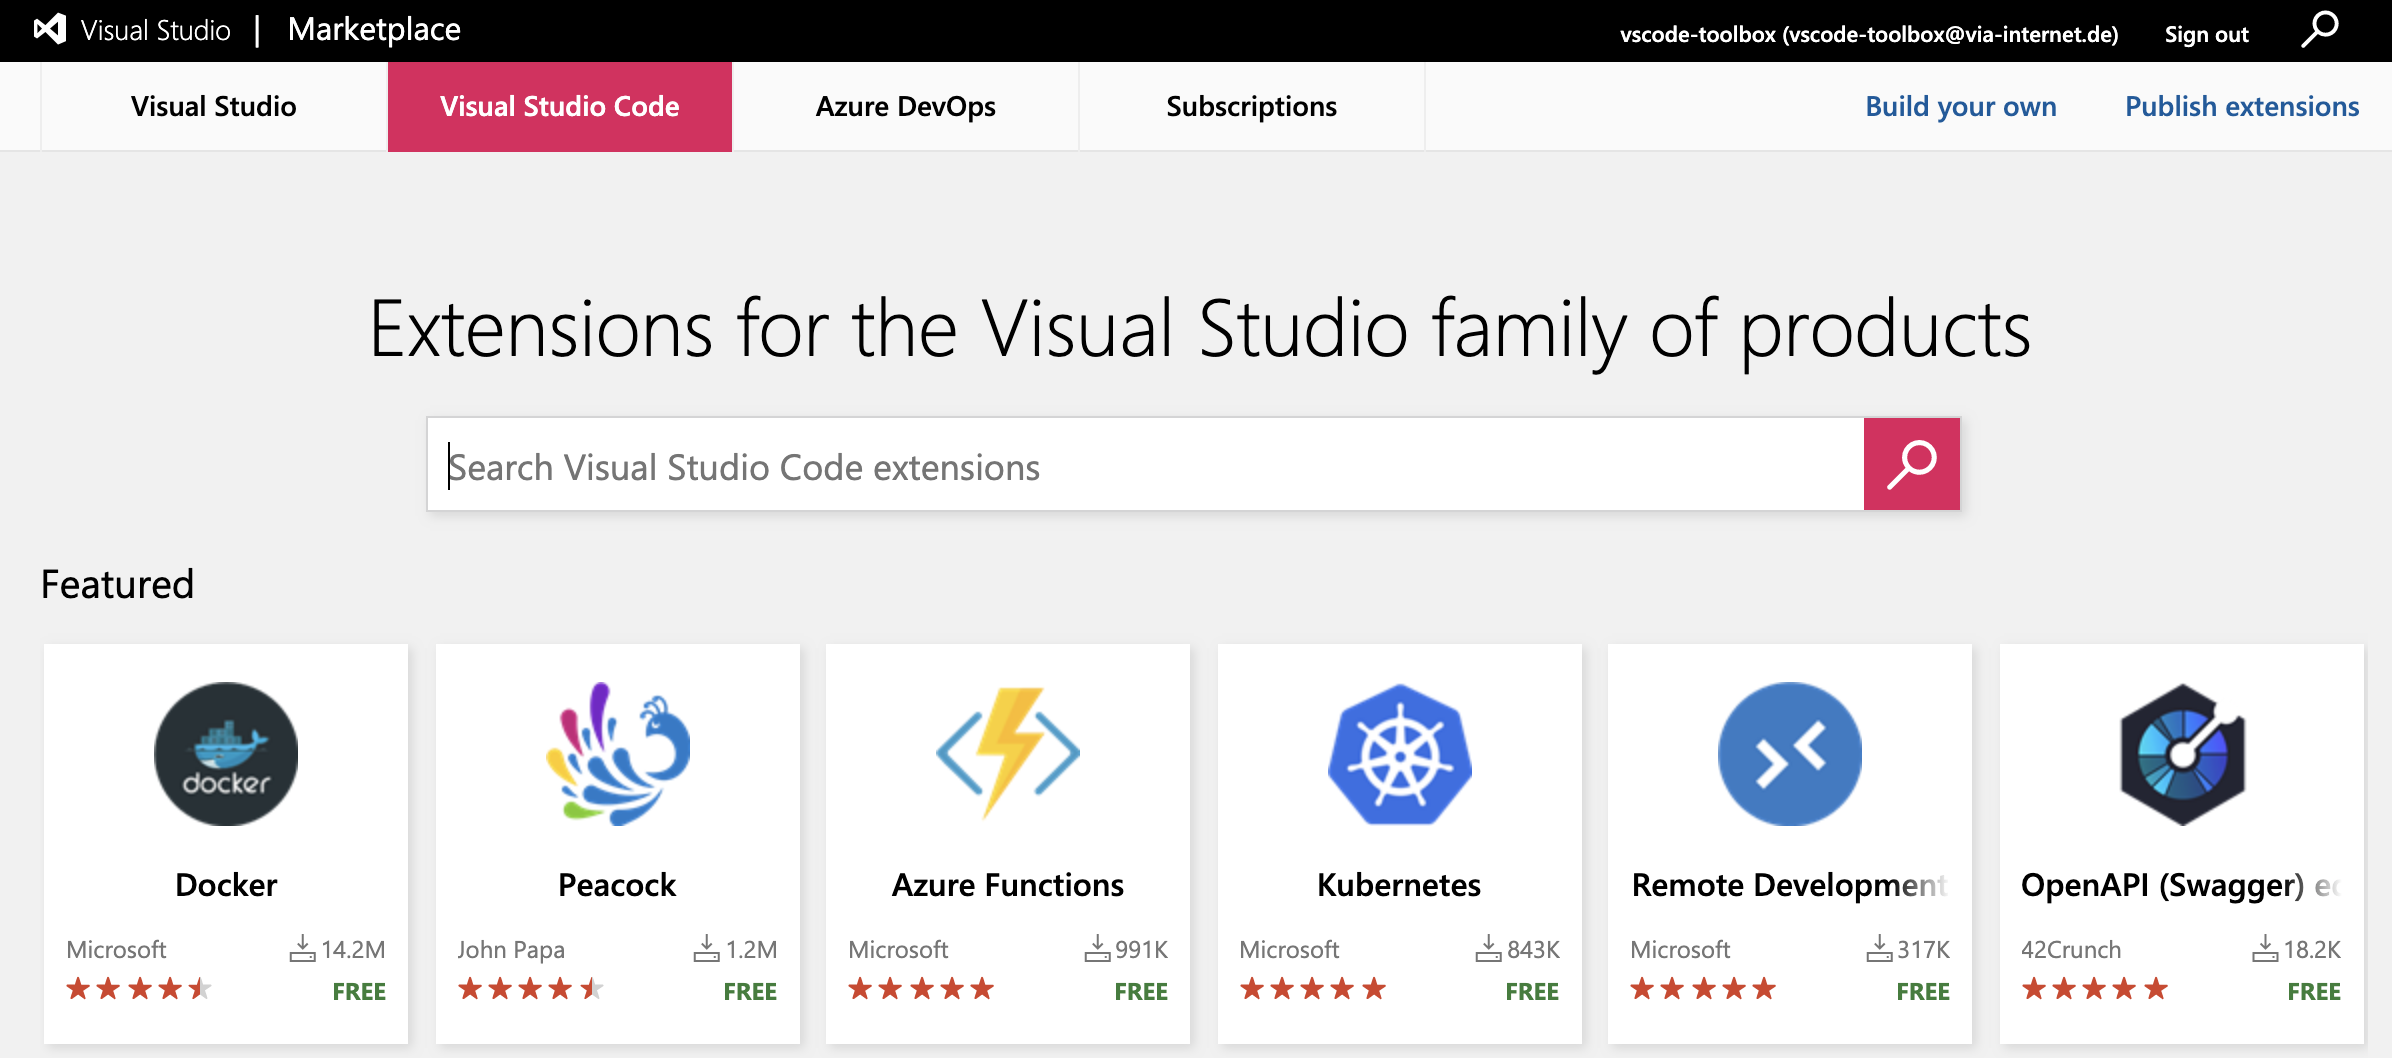 Visual Studio | Marketplace
vscode-toolbox (vscode-toolbox@via-internet.de) Sign out
Visual Studio Visual Studio Code Azure DevOps Subscriptions Build your own Publish extensions
Extensions for the Visual Studio family of products
Search Visual Studio Code extensions
Featured
docker
Docker
Microsoft 14.2M
FREE
Peacock
John Papa 1.2M
FREE
Azure Functions
Microsoft 991K
FREE
Kubernetes
Microsoft 843K
FREE
Remote Development
Microsoft 317K
FREE
OpenAPI (Swagger)
42Crunch 18.2K
FREE